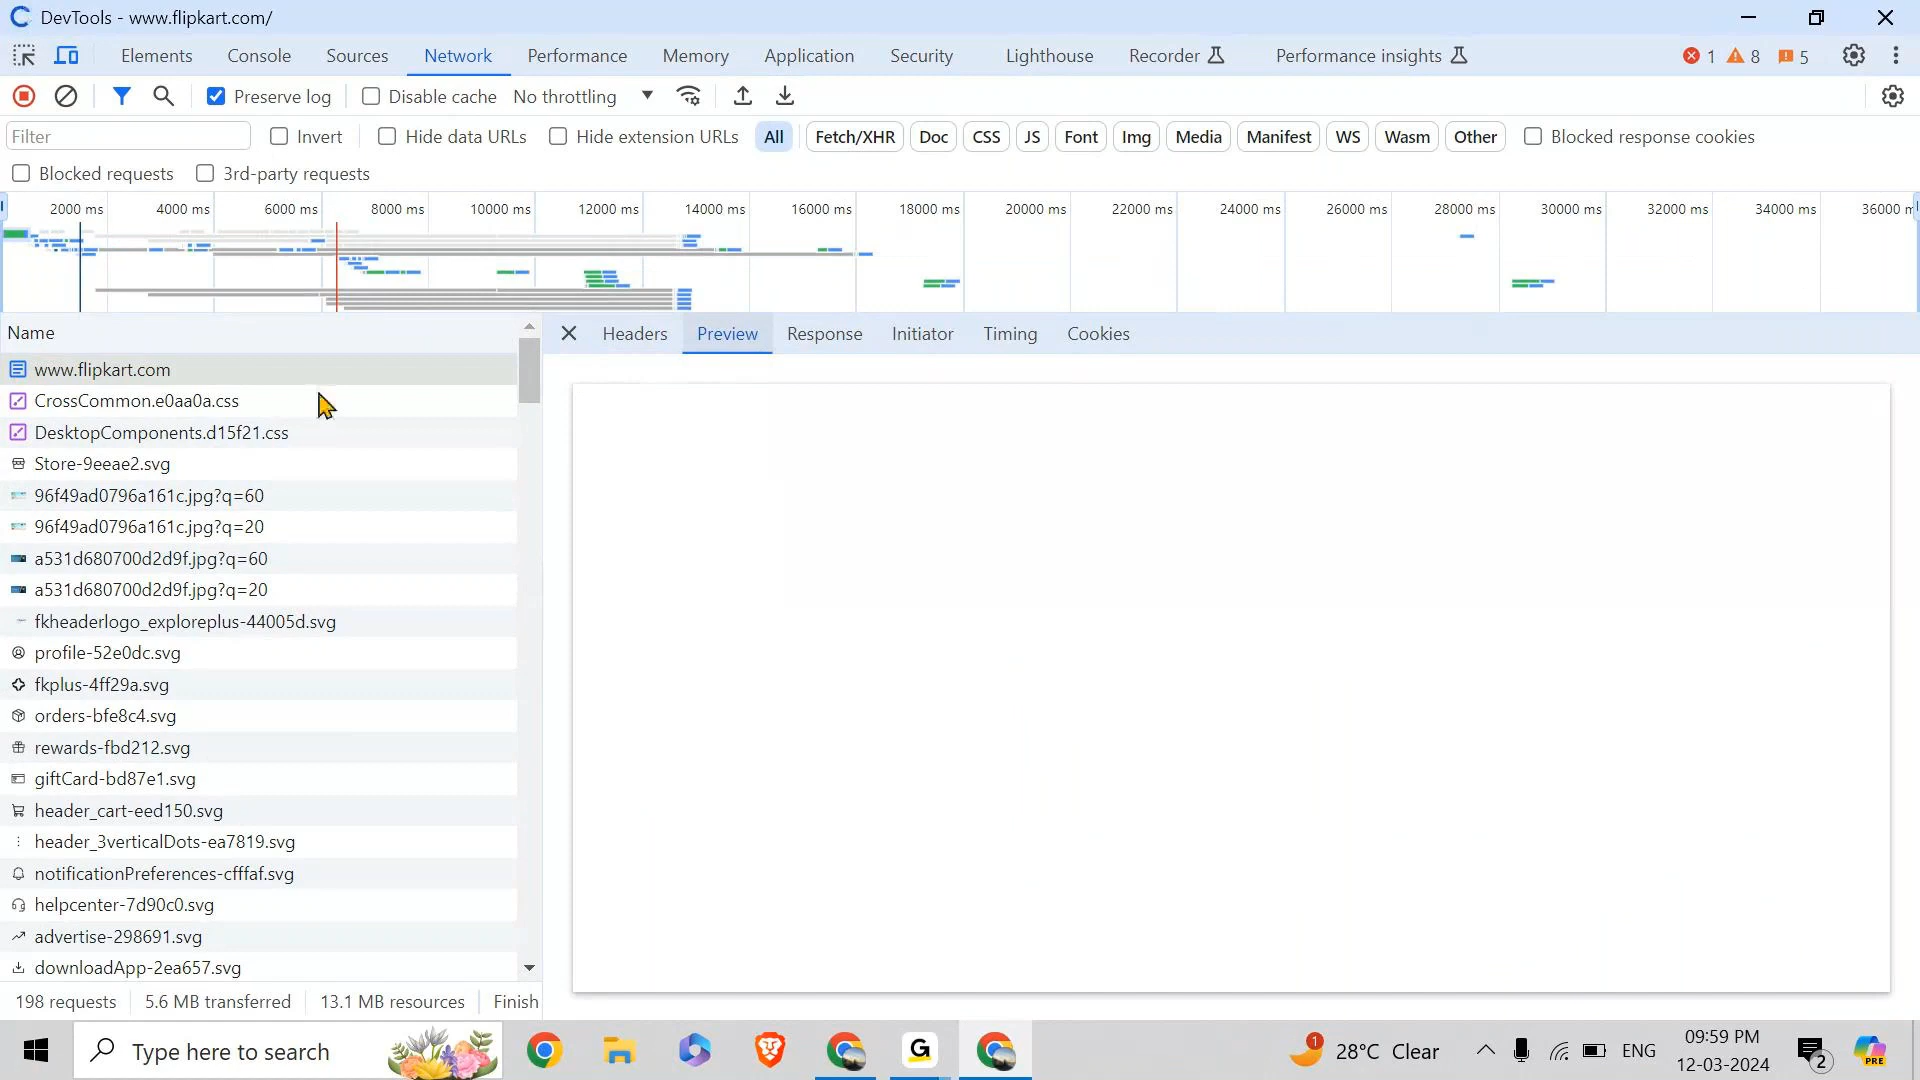 DevTools - www.flipkart.com/
Elements Console Sources Network Performance Memory Application Security Lighthouse Recorder Performance insights 1 8 5
Preserve log Disable cache No throttling
Filter Invert Hide data URLs Hide extension URLs All Fetch/XHR Doc CSS JS Font Img Media Manifest WS Wasm Other Blocked response cookies
Blocked requests 3rd-party requests
2000 ms 4000 ms 6000 ms 8000 ms 10000 ms 12000 ms 14000 ms 16000 ms 18000 ms 20000 ms 22000 ms 24000 ms 26000 ms 28000 ms 30000 ms 32000 ms 34000 ms 36000 m
Name Headers Preview Response Initiator Timing Cookies
www.flipkart.com
CrossCommon.e0aa0a.css
DesktopComponents.d15f21.css
Store-9eeae2.svg
96f49ad0796a161c.jpg?q=60
96f49ad0796a161c.jpg?q=20
a531d680700d2d9f.jpg?q=60
a531d680700d2d9f.jpg?q=20
fkheaderlogo_exploreplus-44005d.svg
profile-52e0dc.svg
fkplus-4ff29a.svg
orders-bfe8c4.svg
rewards-fbd212.svg
giftCard-bd87e1.svg
header_cart-eed150.svg
header_3verticalDots-ea7819.svg
notificationPreferences-cfffaf.svg
helpcenter-7d90c0.svg
advertise-298691.svg
downloadApp-2ea657.svg
198 requests 5.6 MB transferred 13.1 MB resources Finish
Type here to search 1 28°C Clear ENG 09:59 PM 2 PRE
12-03-2024